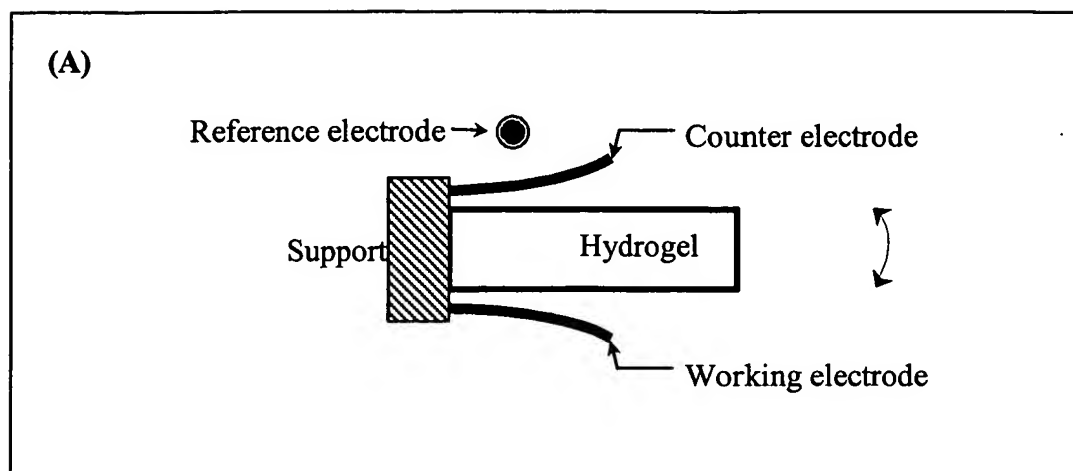 (A)
Reference electrode
Counter electrode
Support
Hydrogel
Working electrode